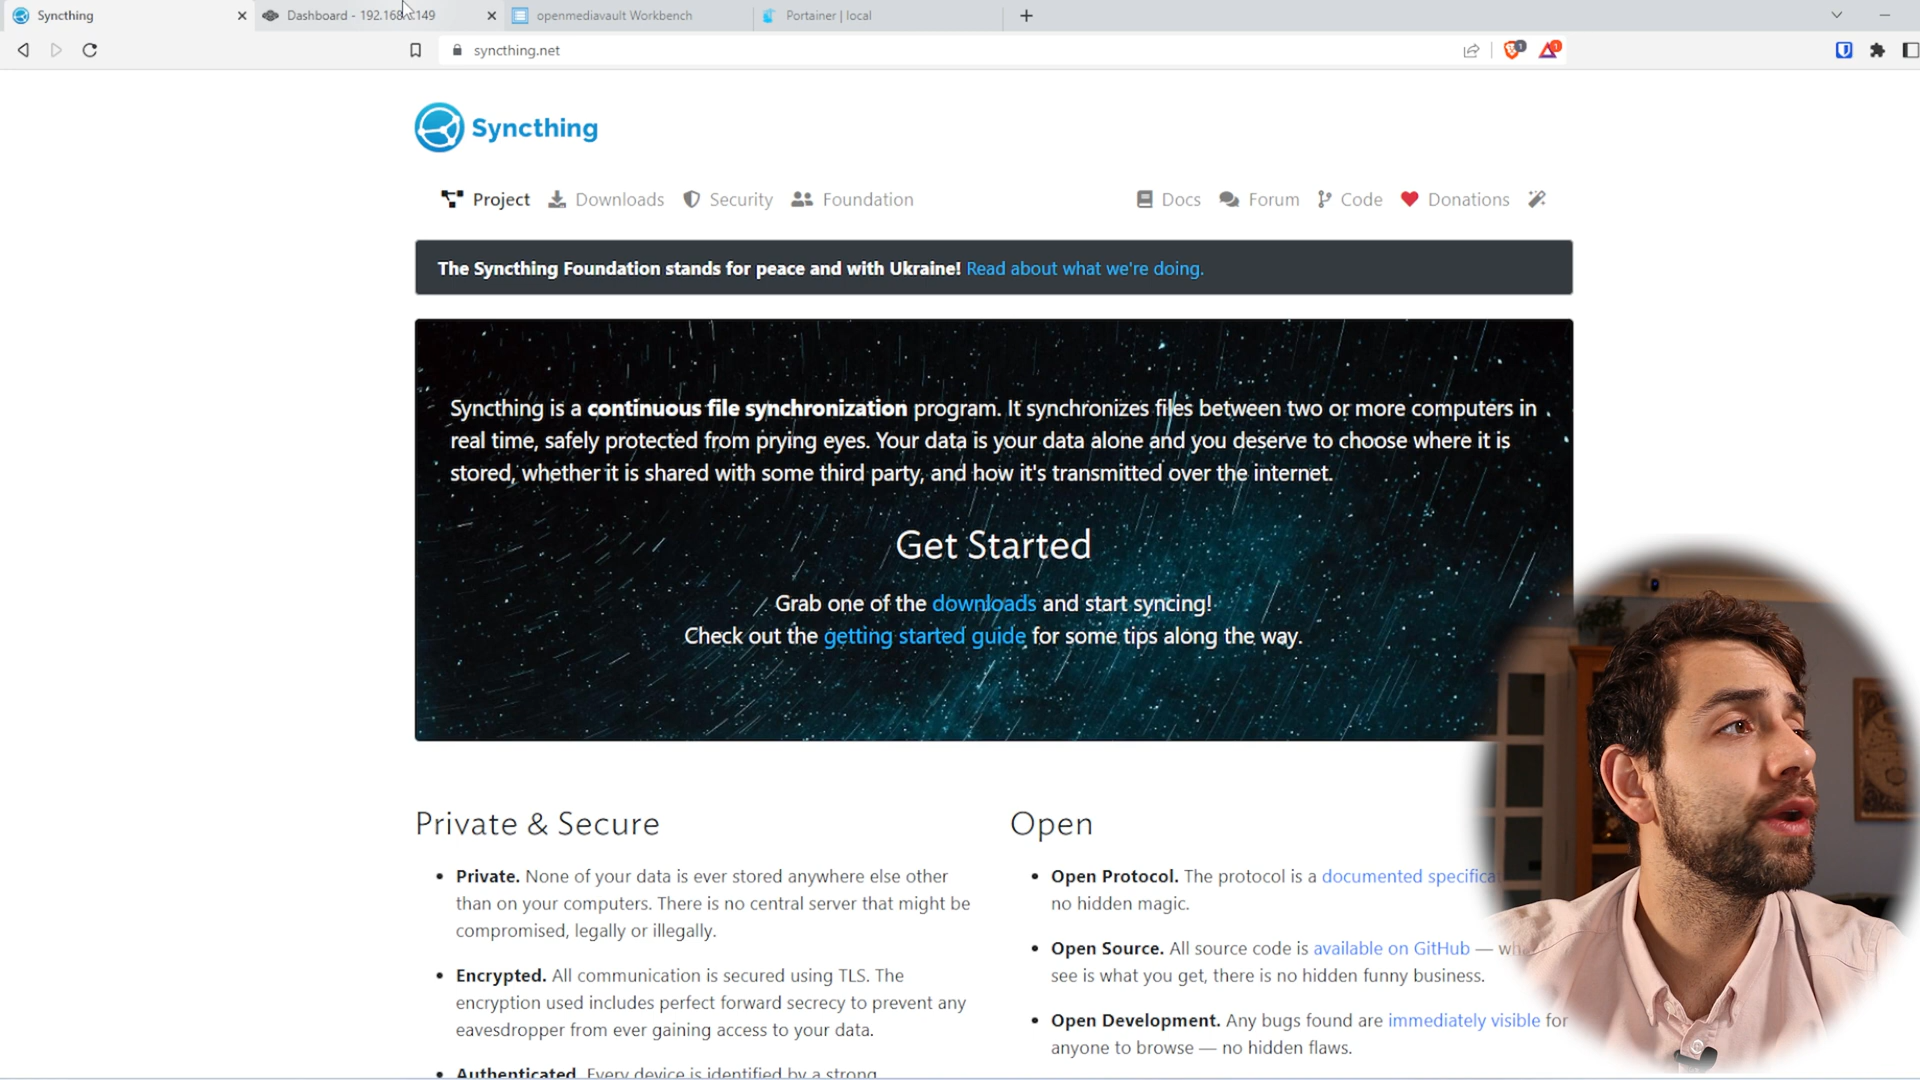 Syncthing
Dashboard - 192.168
.149
openmediavault Workbench
Portainer | local
syncthing.net
1
1
Syncthing
Project
Downloads
Security
Foundation
Docs
Forum
Code
Donations
The Syncthing Foundation stands for peace and with Ukraine! Read about what we're doing.
Syncthing is a continuous file synchronization program. It synchronizes files between two or more computers in
real time, safely protected from prying eyes. Your data is your data alone and you deserve to choose where it is
stored, whether it is shared with some third party, and how it's transmitted over the internet.
Get Started
Grab one of the downloads and start syncing!
Check out the getting started guide for some tips along the way.
Private & Secure
• Private. None of your data is ever stored anywhere else other
than on your computers. There is no central server that might be
compromised, legally or illegally.
• Encrypted. All communication is secured using TLS. The
encryption used includes perfect forward secrecy to prevent any
eavesdropper from ever gaining access to your data.
• Authenticated. Every device is identified by a strong
Open
• Open Protocol. The protocol is a documented
no hidden magic.
• Open Source. All source code is available on GitHub —
see is what you get, there is no hidden funny business.
• Open Development. Any bugs found are immediately visible for
anyone to browse — no hidden flaws.